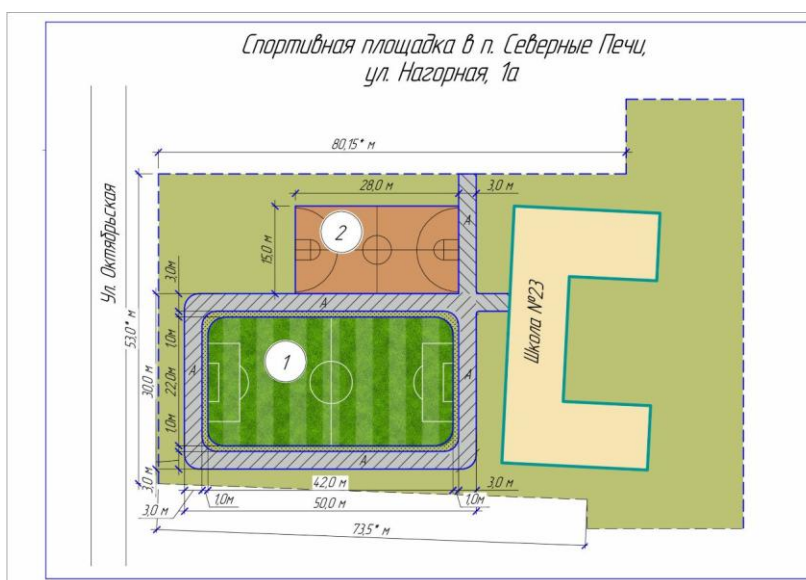 Спортивная площадка в п. Северные Печи,
ул. Нагорная, 1а
80,15* м
28,0 м
3,0 м
А
2
15,0 м
Ул. Октябрьская
53,0* м
3,0м
А
Школа №23
1,0м
1
30,0 м
22,0м
А
А
1,0м
А
3,0 м
42,0 м
3,0 м
1,0м
50,0 м
1,0м
3,0 м
73,5* м